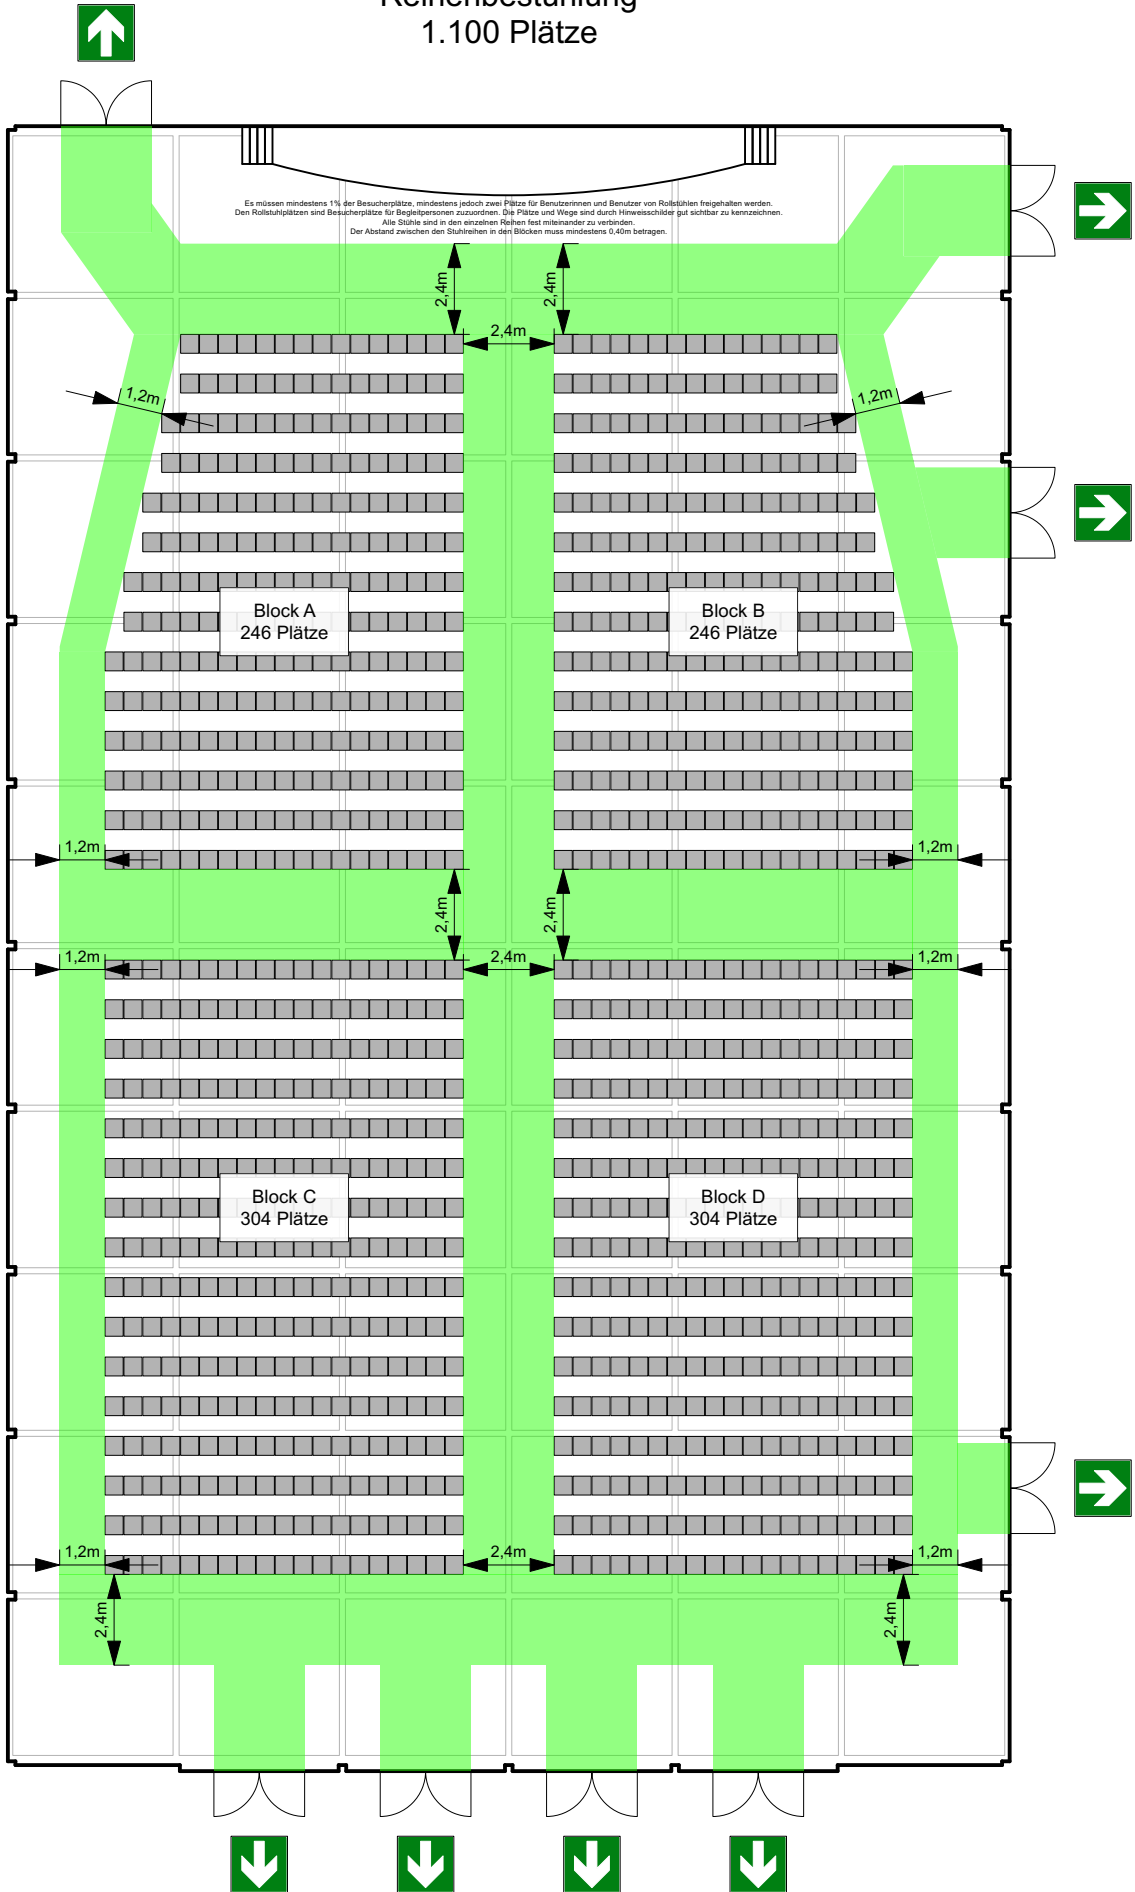 Reihenbestuhlung
1.100 Plätze
Es müssen mindestens 1% der Besucherplätze, mindestens jedoch zwei Plätze für Benutzerinnen und Benutzer von Rollstühlen freigehalten werden.
Den Rollstuhlplätzen sind Besucherplätze für Begleitpersonen zuzuordnen. Die Plätze und Wege sind durch Hinweisschilder gut sichtbar zu kennzeichnen.
Alle Stühle sind in den einzelnen Reihen fest miteinander zu verbinden.
Der Abstand zwischen den Stuhlreihen in den Blöcken muss mindestens 0,40m betragen.
2,4m
2,4m
2,4m
1,2m
1,2m
Block A
246 Plätze
Block B
246 Plätze
1,2m
1,2m
2,4m
2,4m
1,2m
2,4m
1,2m
Block C
304 Plätze
Block D
304 Plätze
1,2m
2,4m
1,2m
2,4m
2,4m